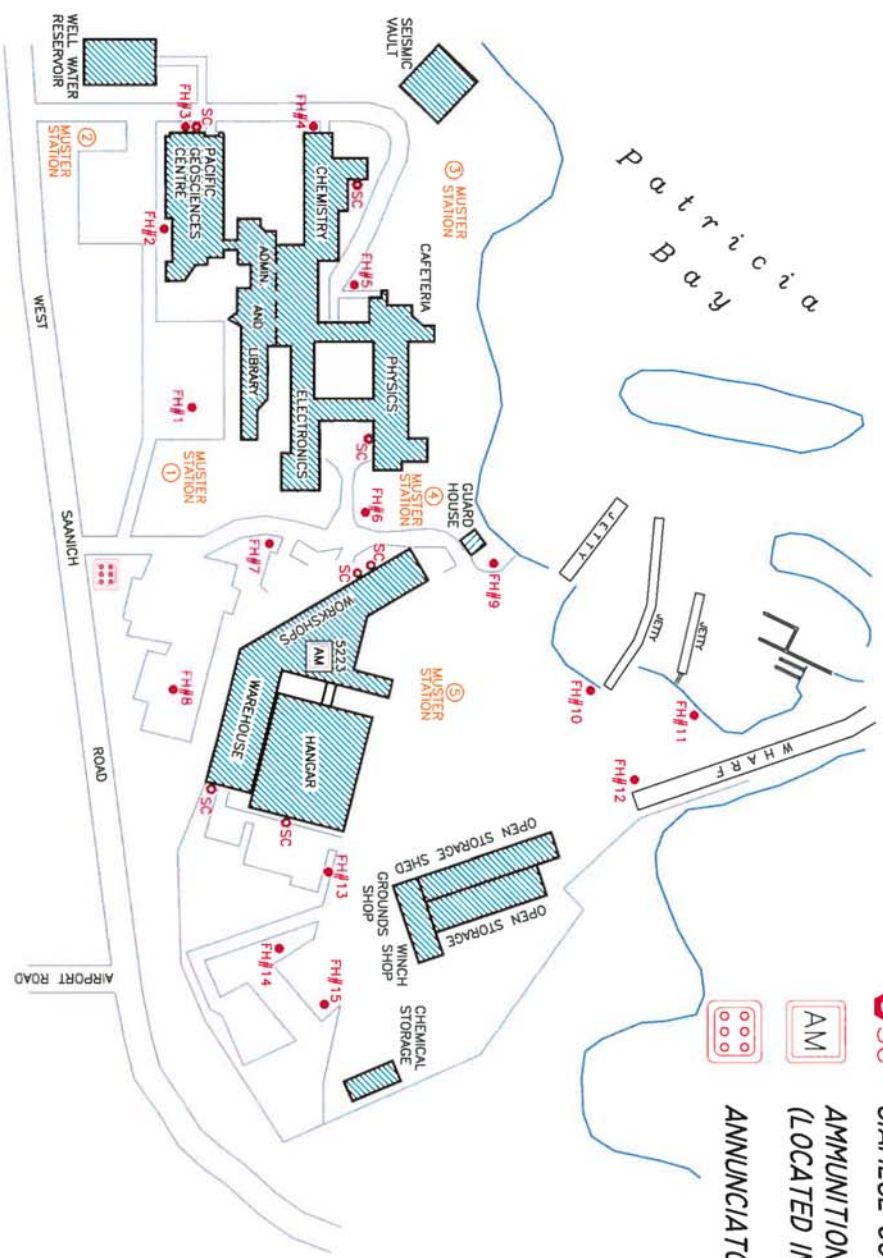 Patricia
Bay
SEISMIC
VAULT
WELL WATER
RESERVOIR
FH#3
SC
FH#4
② MUSTER
STATION
PACIFIC
GEOSCIENCES
CENTRE
CHEMISTRY
SC
③ MUSTER
STATION
FH#2
ADMIN.
AND
LIBRARY
FH#5
CAFETERIA
PHYSICS
ELECTRONICS
FH#1
SC
MUSTER
STATION
①
MUSTER
STATION
④
GUARD
HOUSE
FH#6
FH#7
SC
SC
FH#9
JETTY
JETTY
JETTY
WORKSHOPS
5223
AM
WAREHOUSE
HANGAR
FH#8
MUSTER
STATION
⑤
FH#10
FH#11
FH#12
WHARF
SC
SC
FH#13
OPEN STORAGE SHED
OPEN STORAGE
GROUNDS
SHOP
WINCH
SHOP
FH#14
FH#15
CHEMICAL
STORAGE
WEST
SAANICH
ROAD
AIRPORT ROAD
SC
AM
AMMUNITION
(LOCATED IN